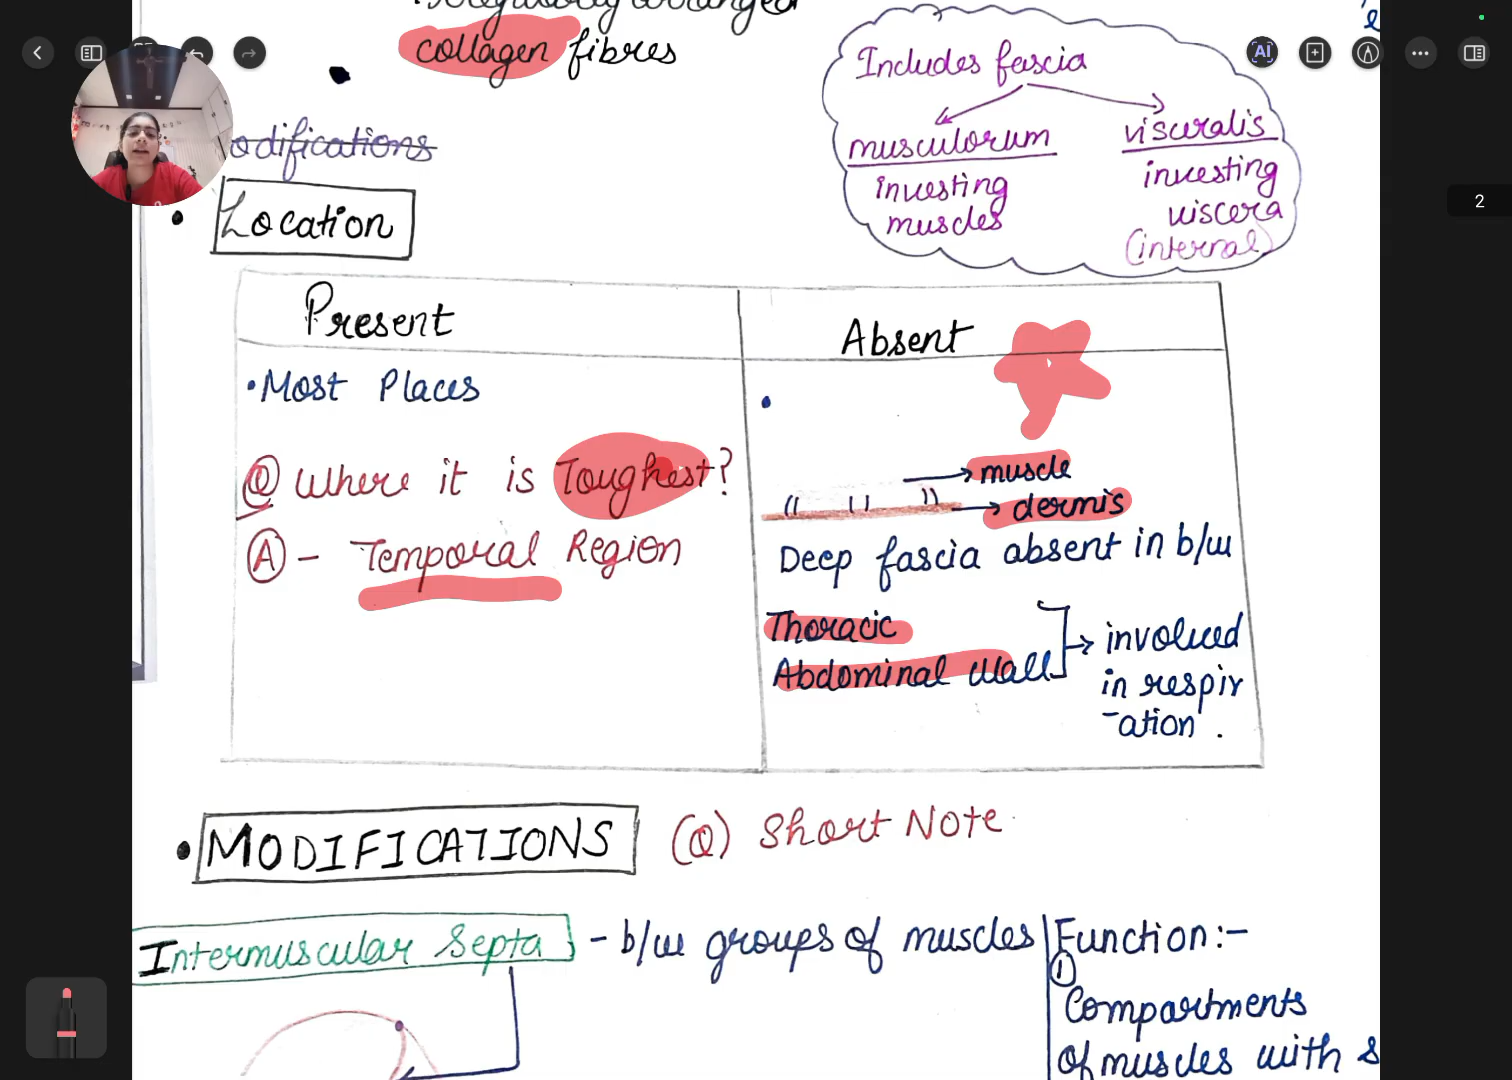 collagen fibres
Includes fascia
musculorum
investing
muscles
visceralis
investing
viscera
(internal)
odifications
Location
Present
Absent
• Most Places
Q Where it is Toughest?
A - Temporal Region
muscle
dermis
Deep fascia absent in b/w
Thoracic
Abdominal Wall
involved
in respir
-ation.
• MODIFICATIONS (Q) Short Note
Intermuscular Septa - b/w groups of muscles
Function:-
1
Compartments
of muscles with s
AI
2